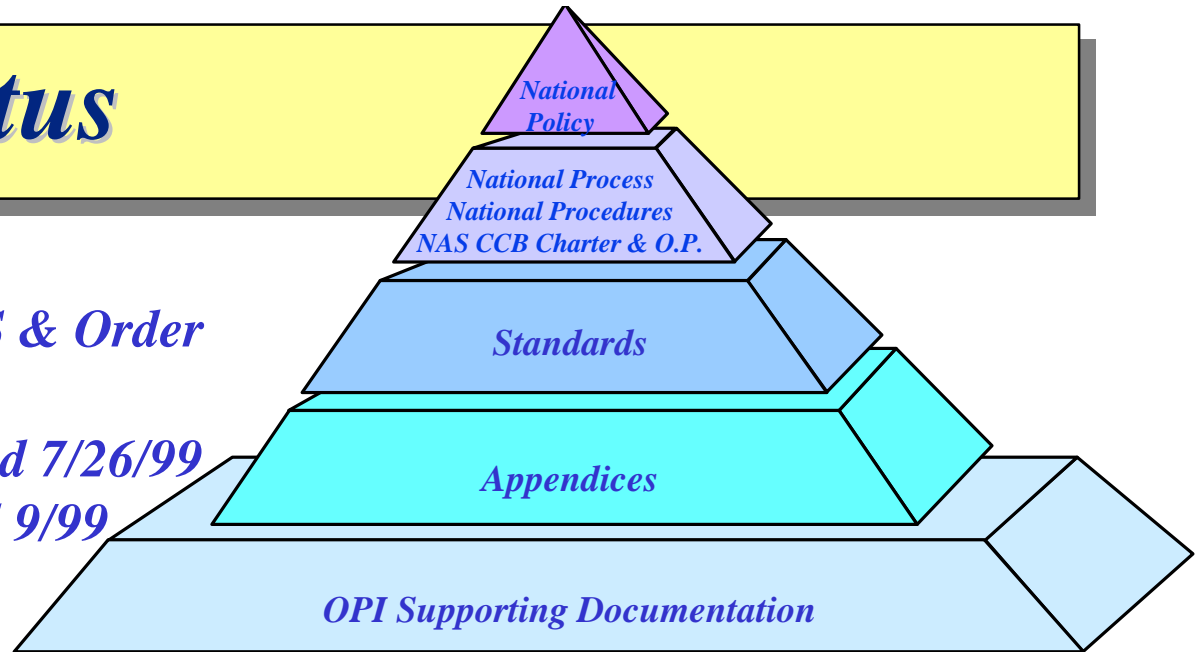 tus
National
Policy
National Process
National Procedures
NAS CCB Charter & O.P.
& Order
Standards
d 7/26/99
Appendices
9/99
OPI Supporting Documentation